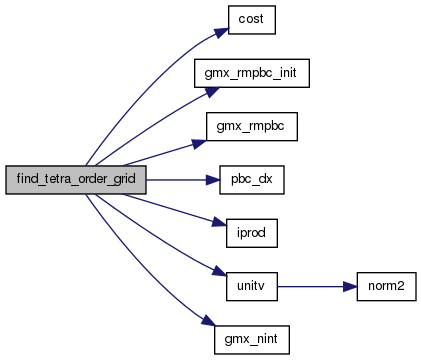 cost
gmx_rmpbc_init
gmx_rmpbc
find_tetra_order_grid
pbc_dx
iprod
unitv
norm2
gmx_nint